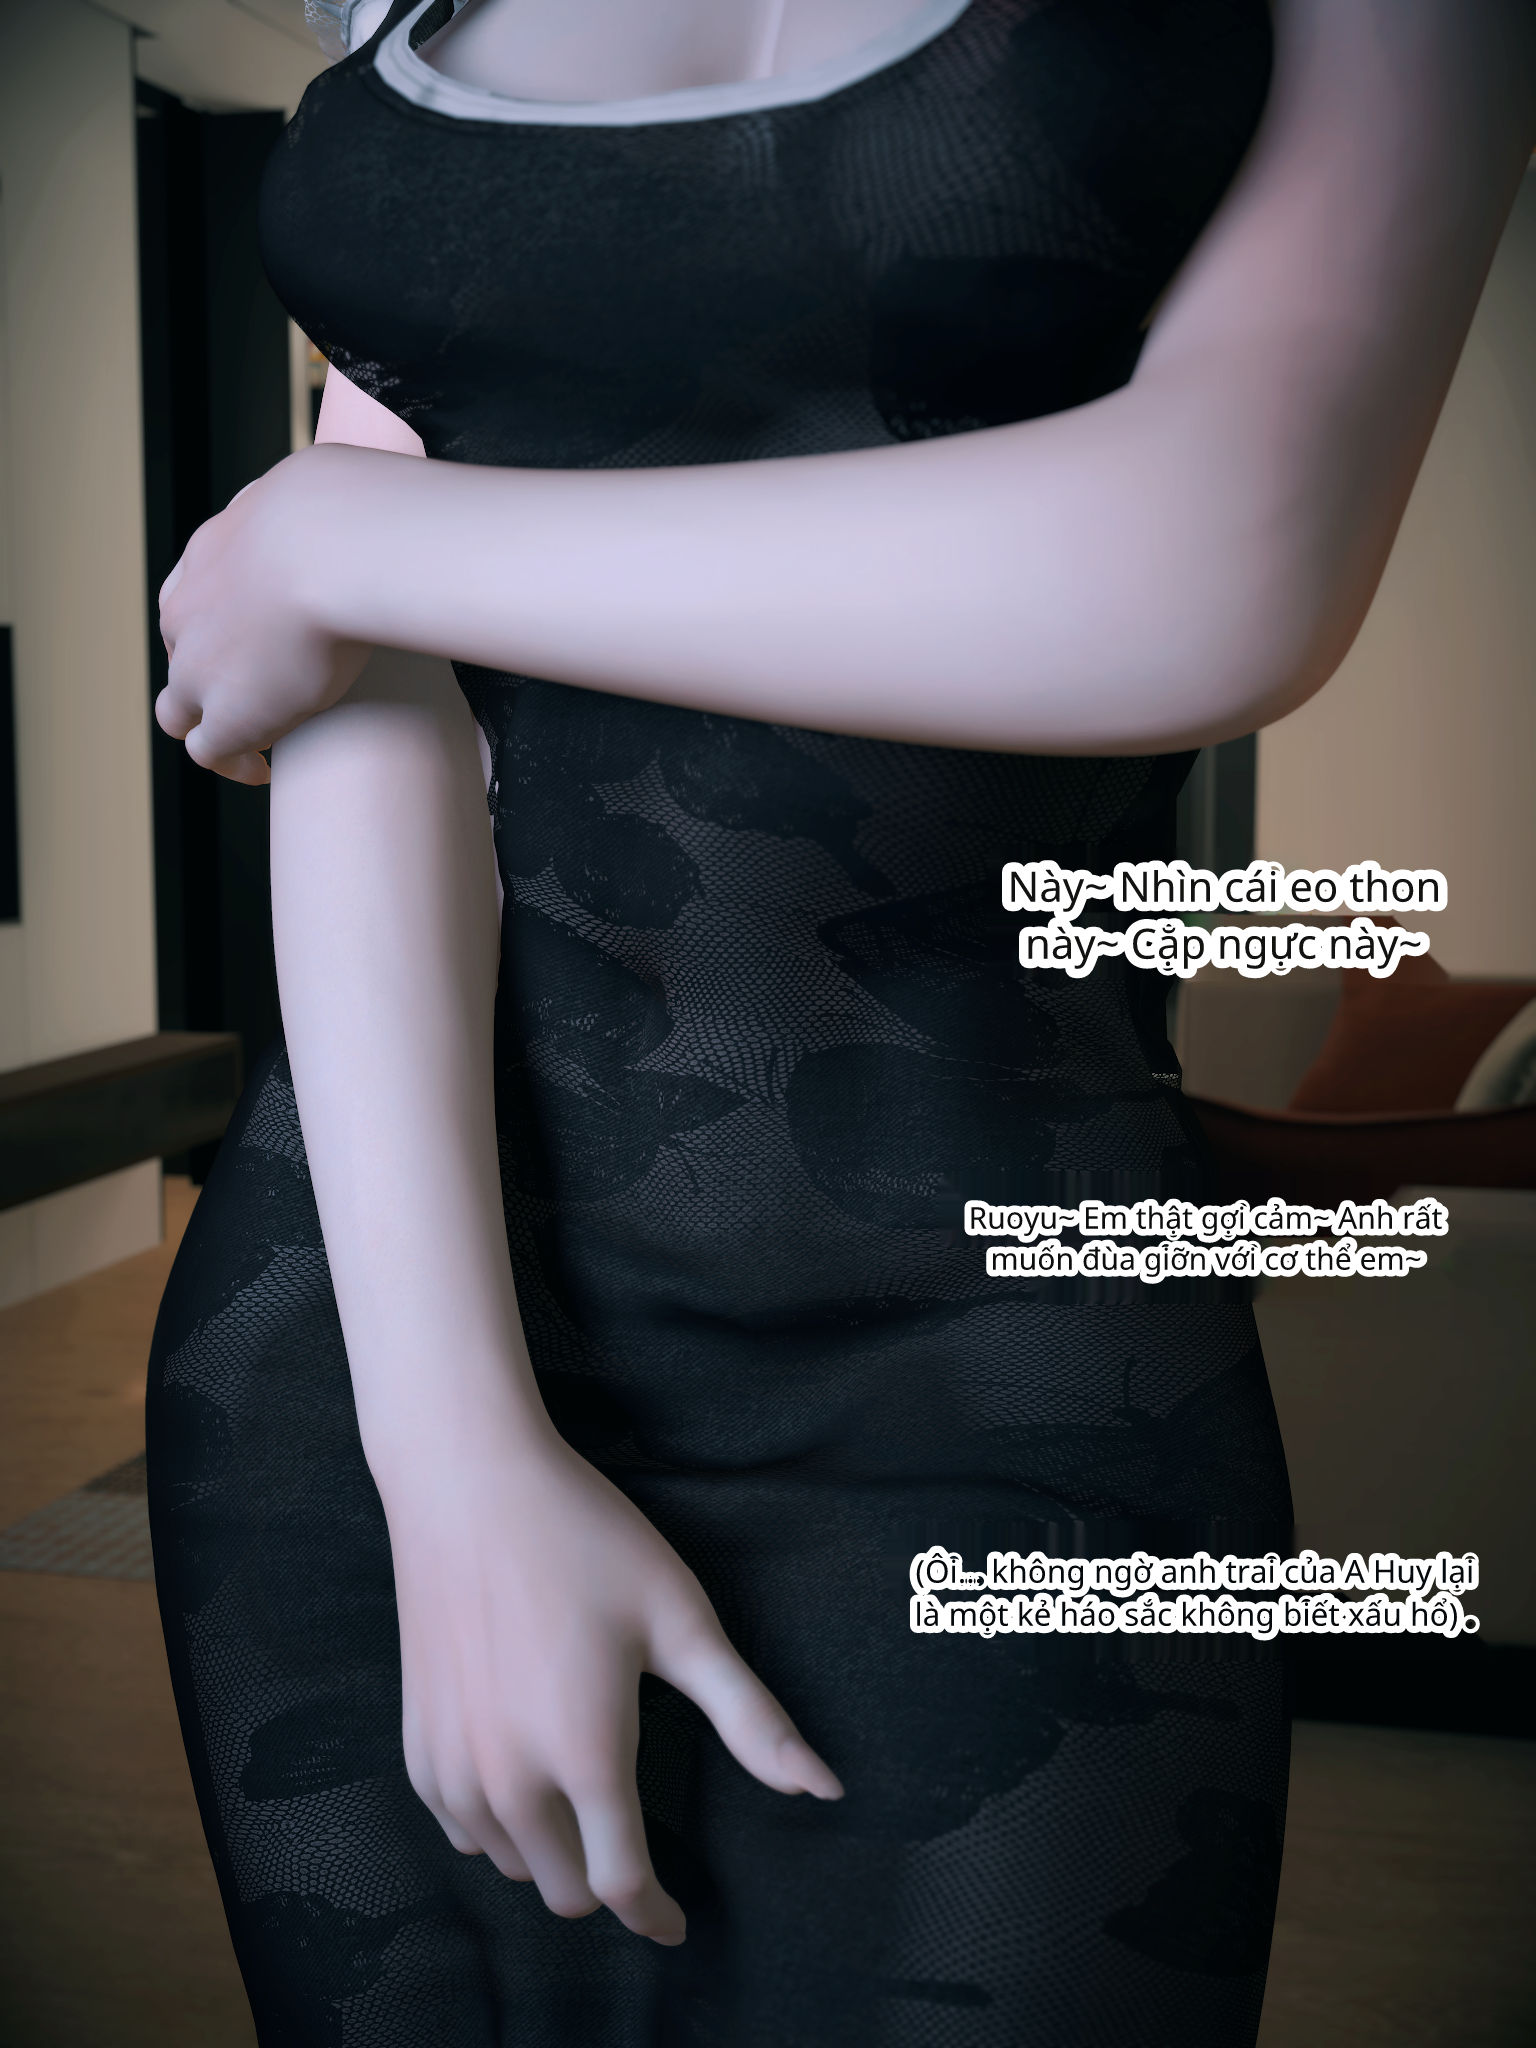 Này~ Nhìn cái eo thon
này~ Cặp ngực này~
Ruoyu~ Em thật gợi cảm~ Anh rất
muốn đùa giỡn với cơ thể em~
(Ôi... không ngờ anh trai của A Huy lại
là một kẻ háo sắc không biết xấu hổ).